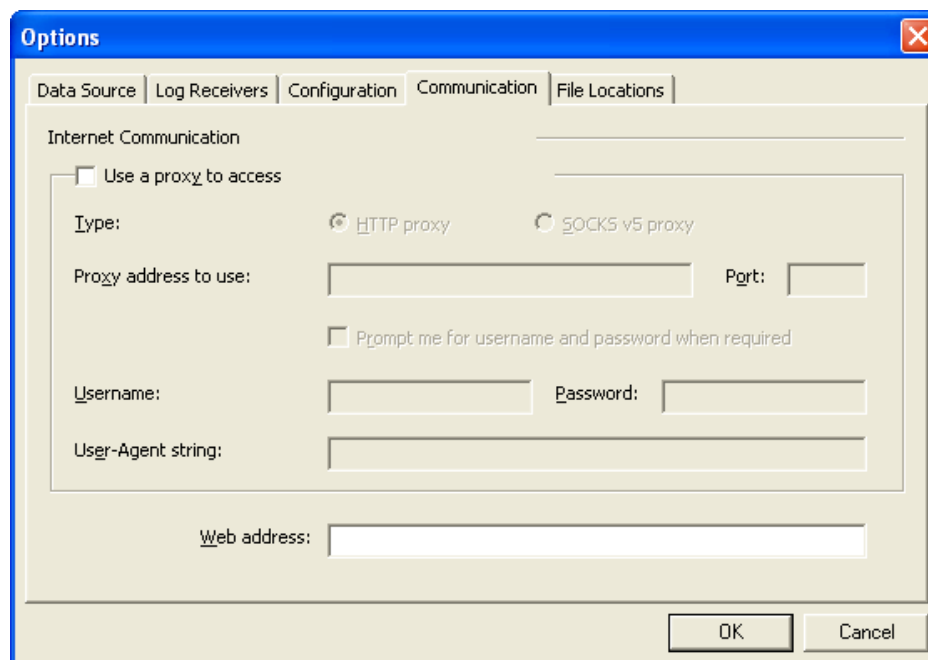 Options
Data Source Log Receivers Configuration Communication File Locations
Internet Communication
Use a proxy to access
Type: HTTP proxy SOCKS v5 proxy
Proxy address to use: Port:
Prompt me for username and password when required
Username: Password:
User-Agent string:
Web address:
OK Cancel